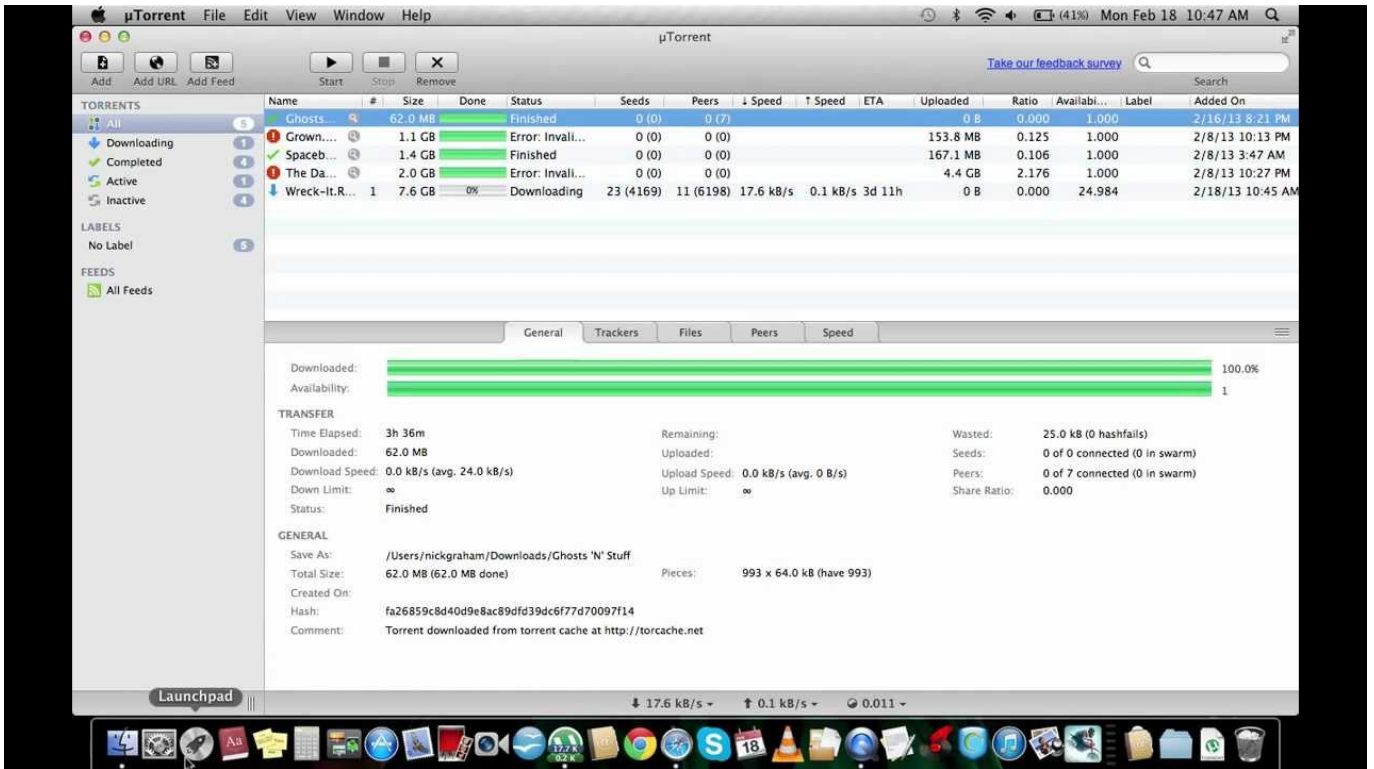 µTorrent File Edit View Window Help (41%) Mon Feb 18 10:47 AM
µTorrent
Add Add URL Add Feed Start Stop Remove Take our feedback survey Search
TORRENTS
All 5
Downloading 1
Completed 4
Active 1
Inactive 4
LABELS
No Label 5
FEEDS
All Feeds
Name # Size Done Status Seeds Peers ↓ Speed ↑ Speed ETA Uploaded Ratio Availabi... Label Added On
Ghosts... 62.0 MB Finished 0 (0) 0 (7) 0 B 0.000 1.000 2/16/13 8:21 PM
Grown.... 1.1 GB Error: Invali... 0 (0) 0 (0) 153.8 MB 0.125 1.000 2/8/13 10:13 PM
Spaceb... 1.4 GB Finished 0 (0) 0 (0) 167.1 MB 0.106 1.000 2/8/13 3:47 AM
The Da... 2.0 GB Error: Invali... 0 (0) 0 (0) 4.4 GB 2.176 1.000 2/8/13 10:27 PM
Wreck-It.R... 1 7.6 GB 0% Downloading 23 (4169) 11 (6198) 17.6 kB/s 0.1 kB/s 3d 11h 0 B 0.000 24.984 2/18/13 10:45 AM
General Trackers Files Peers Speed
Downloaded: 100.0%
Availability: 1
TRANSFER
Time Elapsed: 3h 36m Remaining: Wasted: 25.0 kB (0 hashfails)
Downloaded: 62.0 MB Uploaded: Seeds: 0 of 0 connected (0 in swarm)
Download Speed: 0.0 kB/s (avg. 24.0 kB/s) Upload Speed: 0.0 kB/s (avg. 0 B/s) Peers: 0 of 7 connected (0 in swarm)
Down Limit: ∞ Up Limit: ∞ Share Ratio: 0.000
Status: Finished
GENERAL
Save As: /Users/nickgraham/Downloads/Ghosts 'N' Stuff
Total Size: 62.0 MB (62.0 MB done) Pieces: 993 x 64.0 kB (have 993)
Created On:
Hash: fa26859c8d40d9e8ac89dfd39dc6f77d70097f14
Comment: Torrent downloaded from torrent cache at http://torcache.net
Launchpad
↓ 17.6 kB/s ↑ 0.1 kB/s 0.011
Aa
17.7 K
0.2 K
18